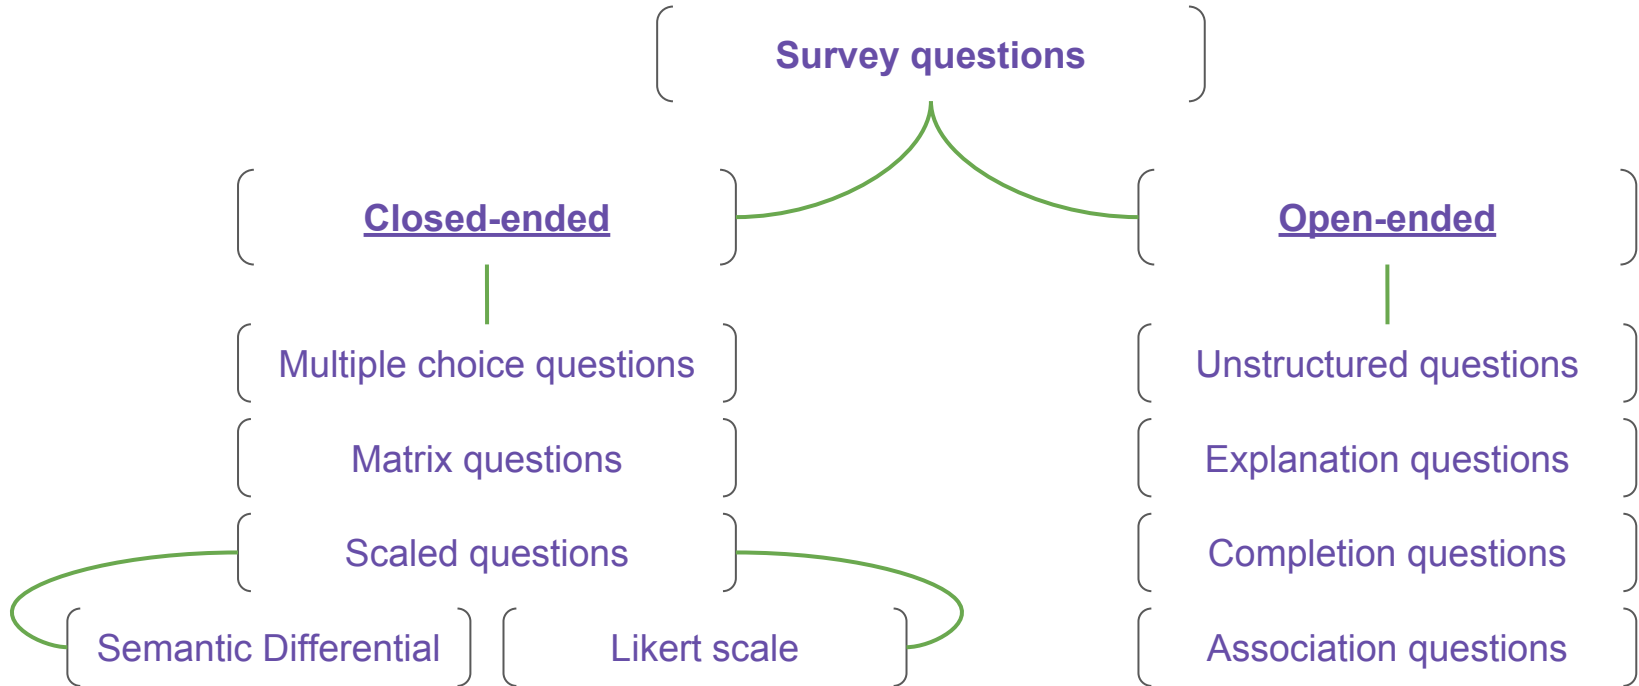 Survey questions
Closed-ended
Open-ended
Multiple choice questions
Unstructured questions
Matrix questions
Explanation questions
Scaled questions
Completion questions
Semantic Differential
Likert scale
Association questions